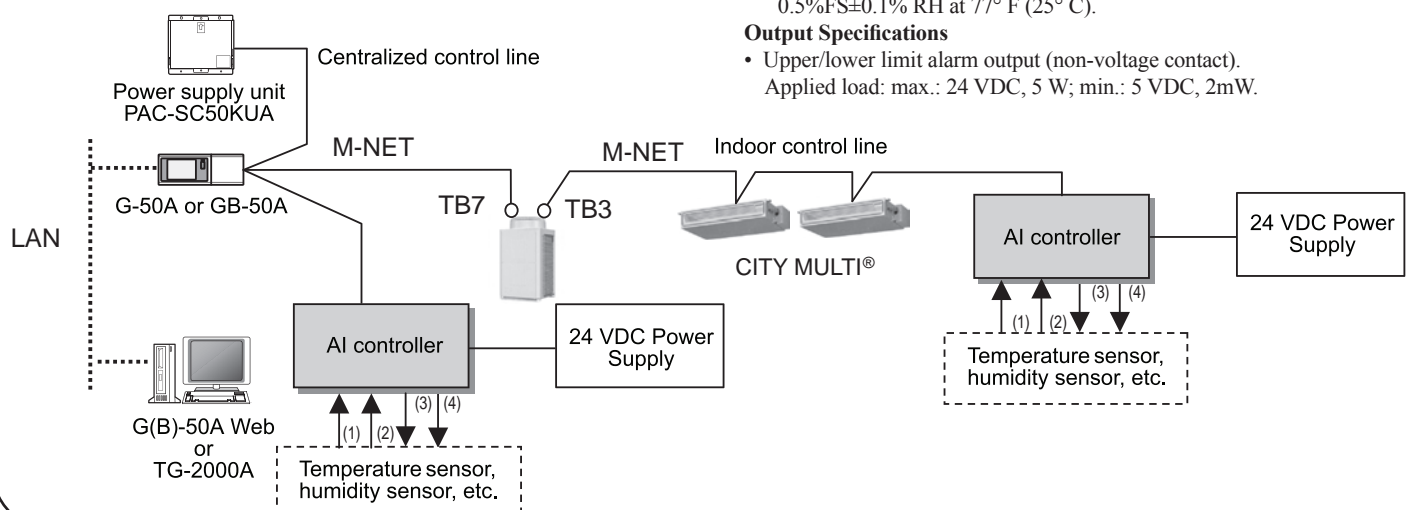 0.5%FS±0.1% RH at 77° F (25° C).
Output Specifications
• Upper/lower limit alarm output (non-voltage contact).
Applied load: max.: 24 VDC, 5 W; min.: 5 VDC, 2mW.
Centralized control line
Power supply unit
PAC-SC50KUA
M-NET
M-NET
Indoor control line
G-50A or GB-50A
TB7
TB3
LAN
CITY MULTI®
AI controller
24 VDC Power
Supply
(1)
(2)
(3)
(4)
Temperature sensor,
humidity sensor, etc.
AI controller
24 VDC Power
Supply
(1)
(2)
(3)
(4)
Temperature sensor,
humidity sensor, etc.
G(B)-50A Web
or
TG-2000A